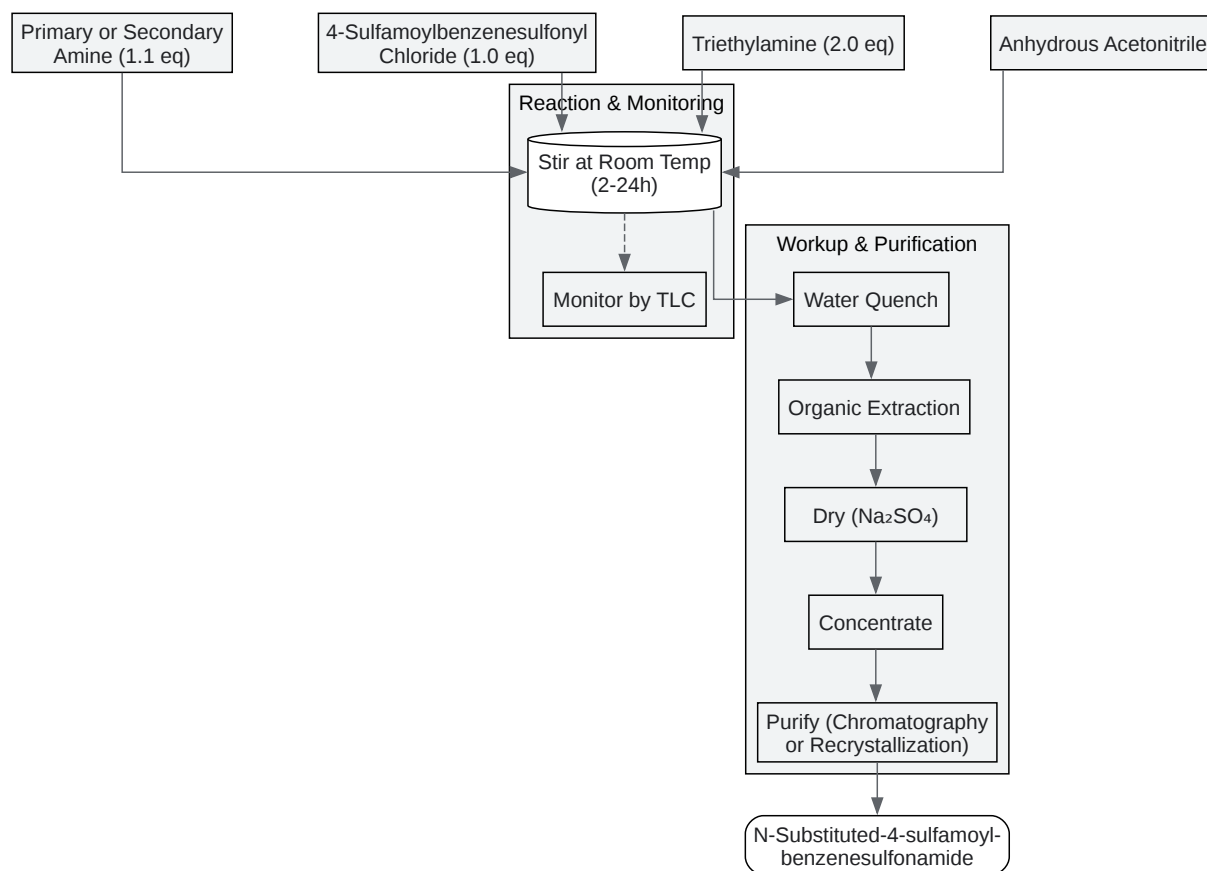 Primary or Secondary
Amine (1.1 eq)
4-Sulfamoylbenzenesulfonyl
Chloride (1.0 eq)
Triethylamine (2.0 eq)
Anhydrous Acetonitrile
Reaction & Monitoring
Stir at Room Temp
(2-24h)
Monitor by TLC
Workup & Purification
Water Quench
Organic Extraction
Dry (Na₂SO₄)
Concentrate
Purify (Chromatography
or Recrystallization)
N-Substituted-4-sulfamoyl-
benzenesulfonamide